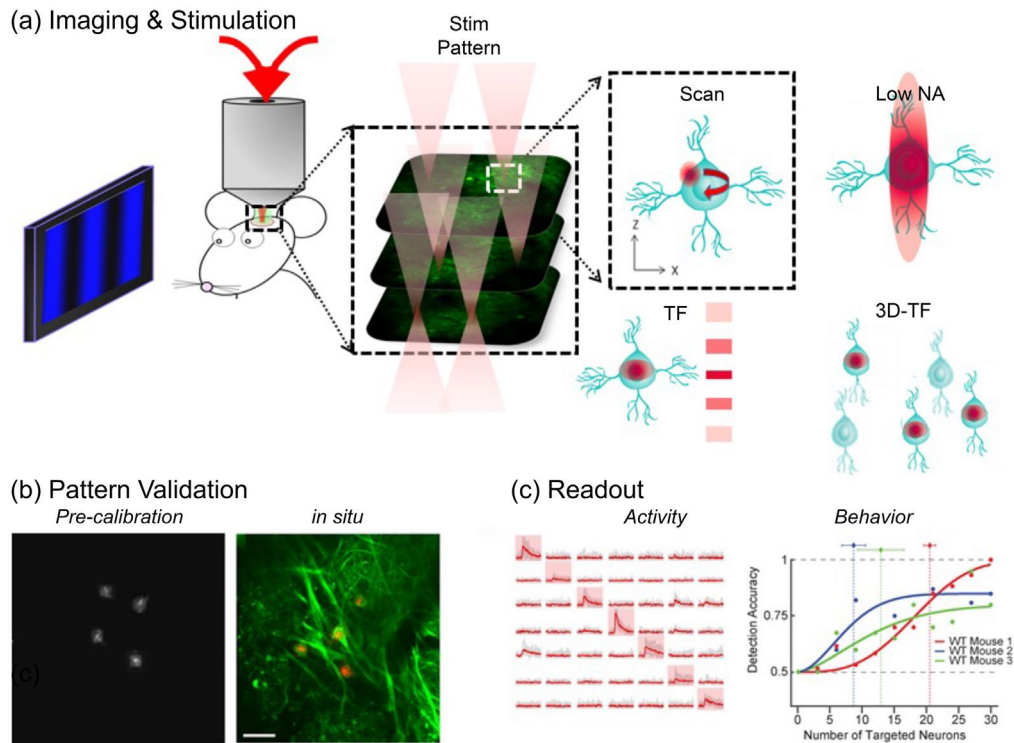 (a) Imaging & Stimulation
Stim
Pattern
Scan
Low NA
Z
X
TF
3D-TF
(b) Pattern Validation
Pre-calibration
in situ
(c)
(c) Readout
Activity
Behavior
1
0.75
0.5
Detection Accuracy
WT Mouse 1
WT Mouse 2
WT Mouse 3
0 5 10 15 20 25 30
Number of Targeted Neurons